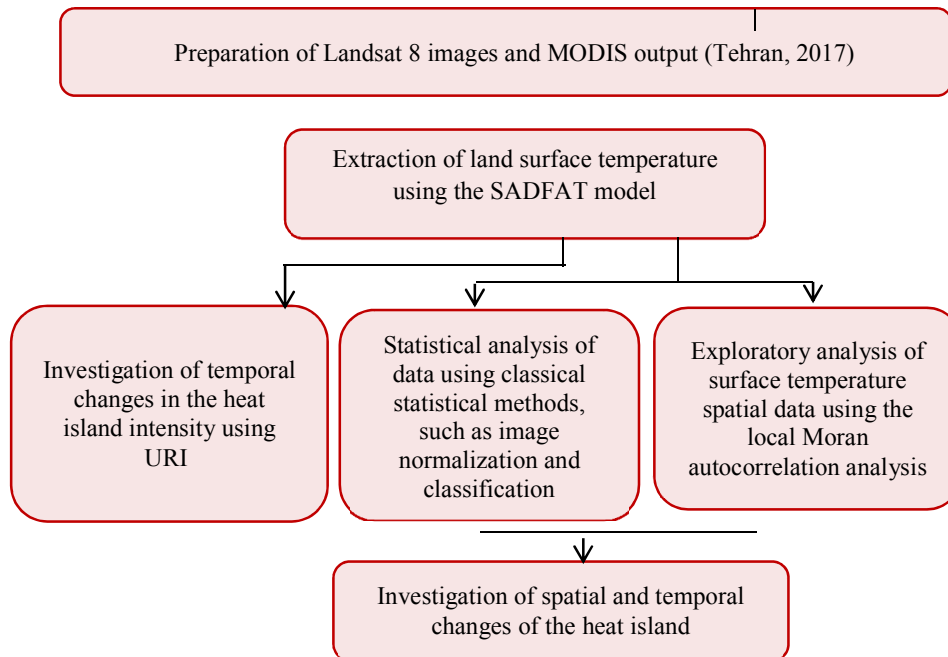 Preparation of Landsat 8 images and MODIS output (Tehran, 2017)
Extraction of land surface temperature
using the SADFAT model
Investigation of temporal
changes in the heat
island intensity using
URI
Statistical analysis of
data using classical
statistical methods,
such as image
normalization and
classification
Exploratory analysis of
surface temperature
spatial data using the
local Moran
autocorrelation analysis
Investigation of spatial and temporal
changes of the heat island